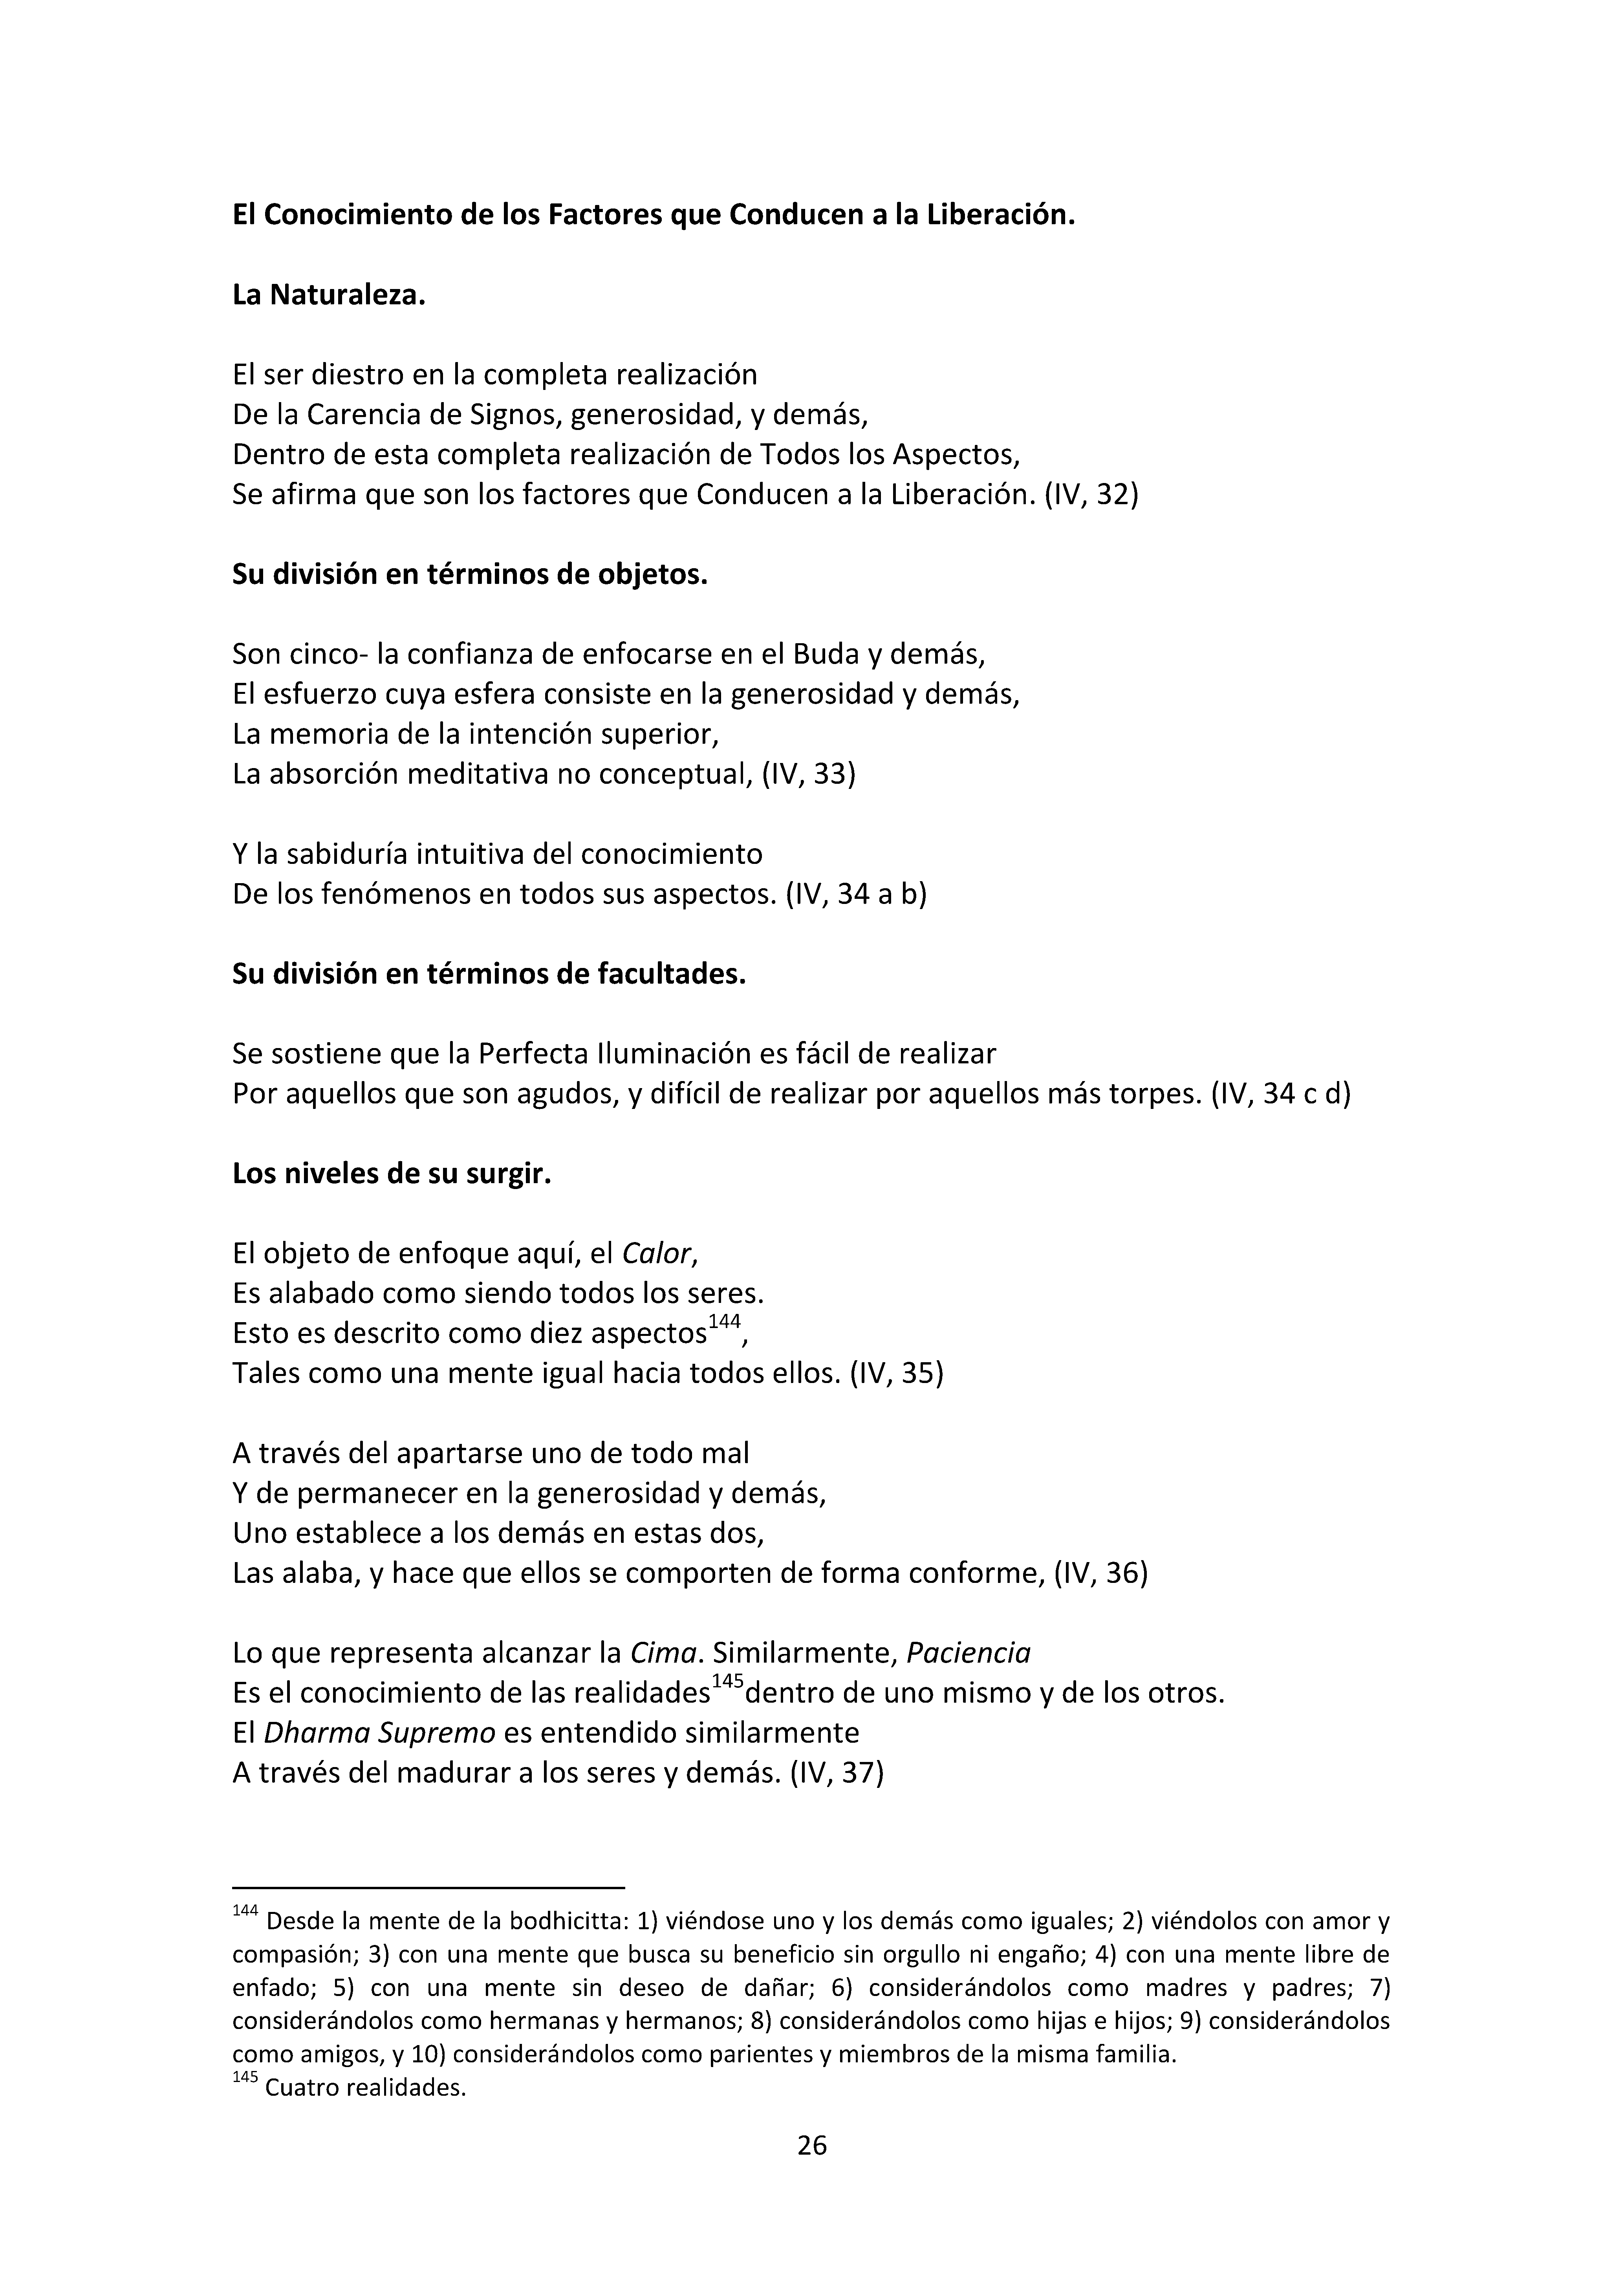 El Conocimiento de los Factores que Conducen a la Liberación.
La Naturaleza.
El ser diestro en la completa realización
De la Carencia de Signos, generosidad, y demás,
Dentro de esta completa realización de Todos los Aspectos,
Se afirma que son los factores que Conducen a la Liberación. (IV, 32)
Su división en términos de objetos.
Son cinco- la confianza de enfocarse en el Buda y demás,
El esfuerzo cuya esfera consiste en la generosidad y demás,
La memoria de la intención superior,
La absorción meditativa no conceptual, (IV, 33)
Y la sabiduría intuitiva del conocimiento
De los fenómenos en todos sus aspectos. (IV, 34 a b)
Su división en términos de facultades.
Se sostiene que la Perfecta Iluminación es fácil de realizar
Por aquellos que son agudos, y difícil de realizar por aquellos más torpes. (IV, 34 c d)
Los niveles de su surgir.
El objeto de enfoque aquí, el Calor,
Es alabado como siendo todos los seres.
Esto es descrito como diez aspectos144,
Tales como una mente igual hacia todos ellos. (IV, 35)
A través del apartarse uno de todo mal
Y de permanecer en la generosidad y demás,
Uno establece a los demás en estas dos,
Las alaba, y hace que ellos se comporten de forma conforme, (IV, 36)
Lo que representa alcanzar la Cima. Similarmente, Paciencia
Es el conocimiento de las realidades145dentro de uno mismo y de los otros.
El Dharma Supremo es entendido similarmente
A través del madurar a los seres y demás. (IV, 37)
144 Desde la mente de la bodhicitta: 1) viéndose uno y los demás como iguales; 2) viéndolos con amor y
compasión; 3) con una mente que busca su beneficio sin orgullo ni engaño; 4) con una mente libre de
enfado; 5) con una mente sin deseo de dañar; 6) considerándolos como madres y padres; 7)
considerándolos como hermanas y hermanos; 8) considerándolos como hijas e hijos; 9) considerándolos
como amigos, y 10) considerándolos como parientes y miembros de la misma familia.
145 Cuatro realidades.
26